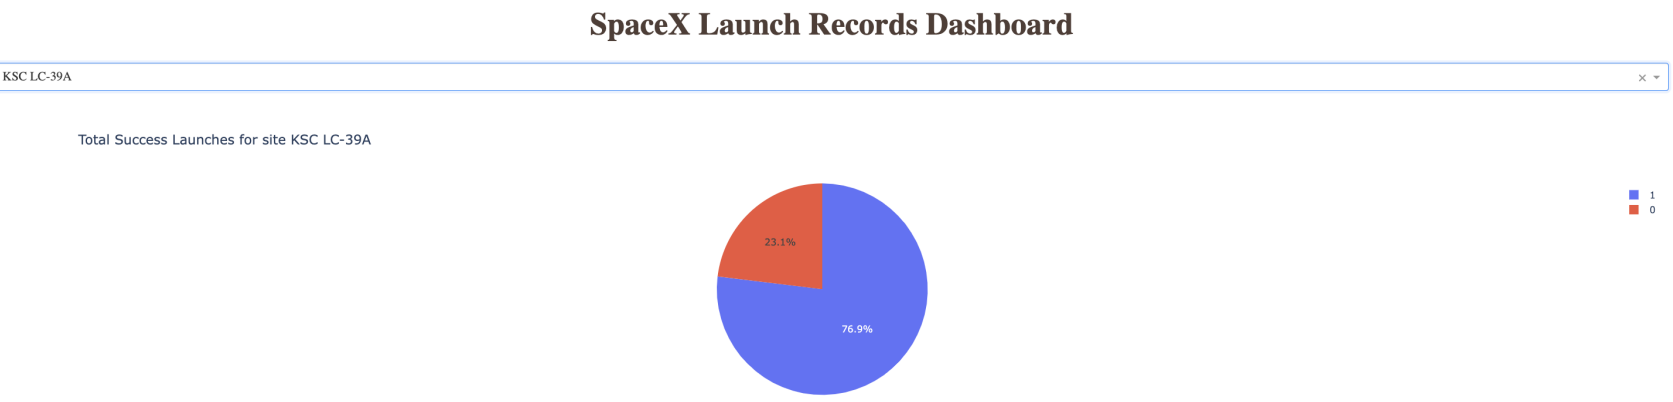 SpaceX Launch Records Dashboard
KSC LC-39A
Total Success Launches for site KSC LC-39A
1
0
23.1%
76.9%